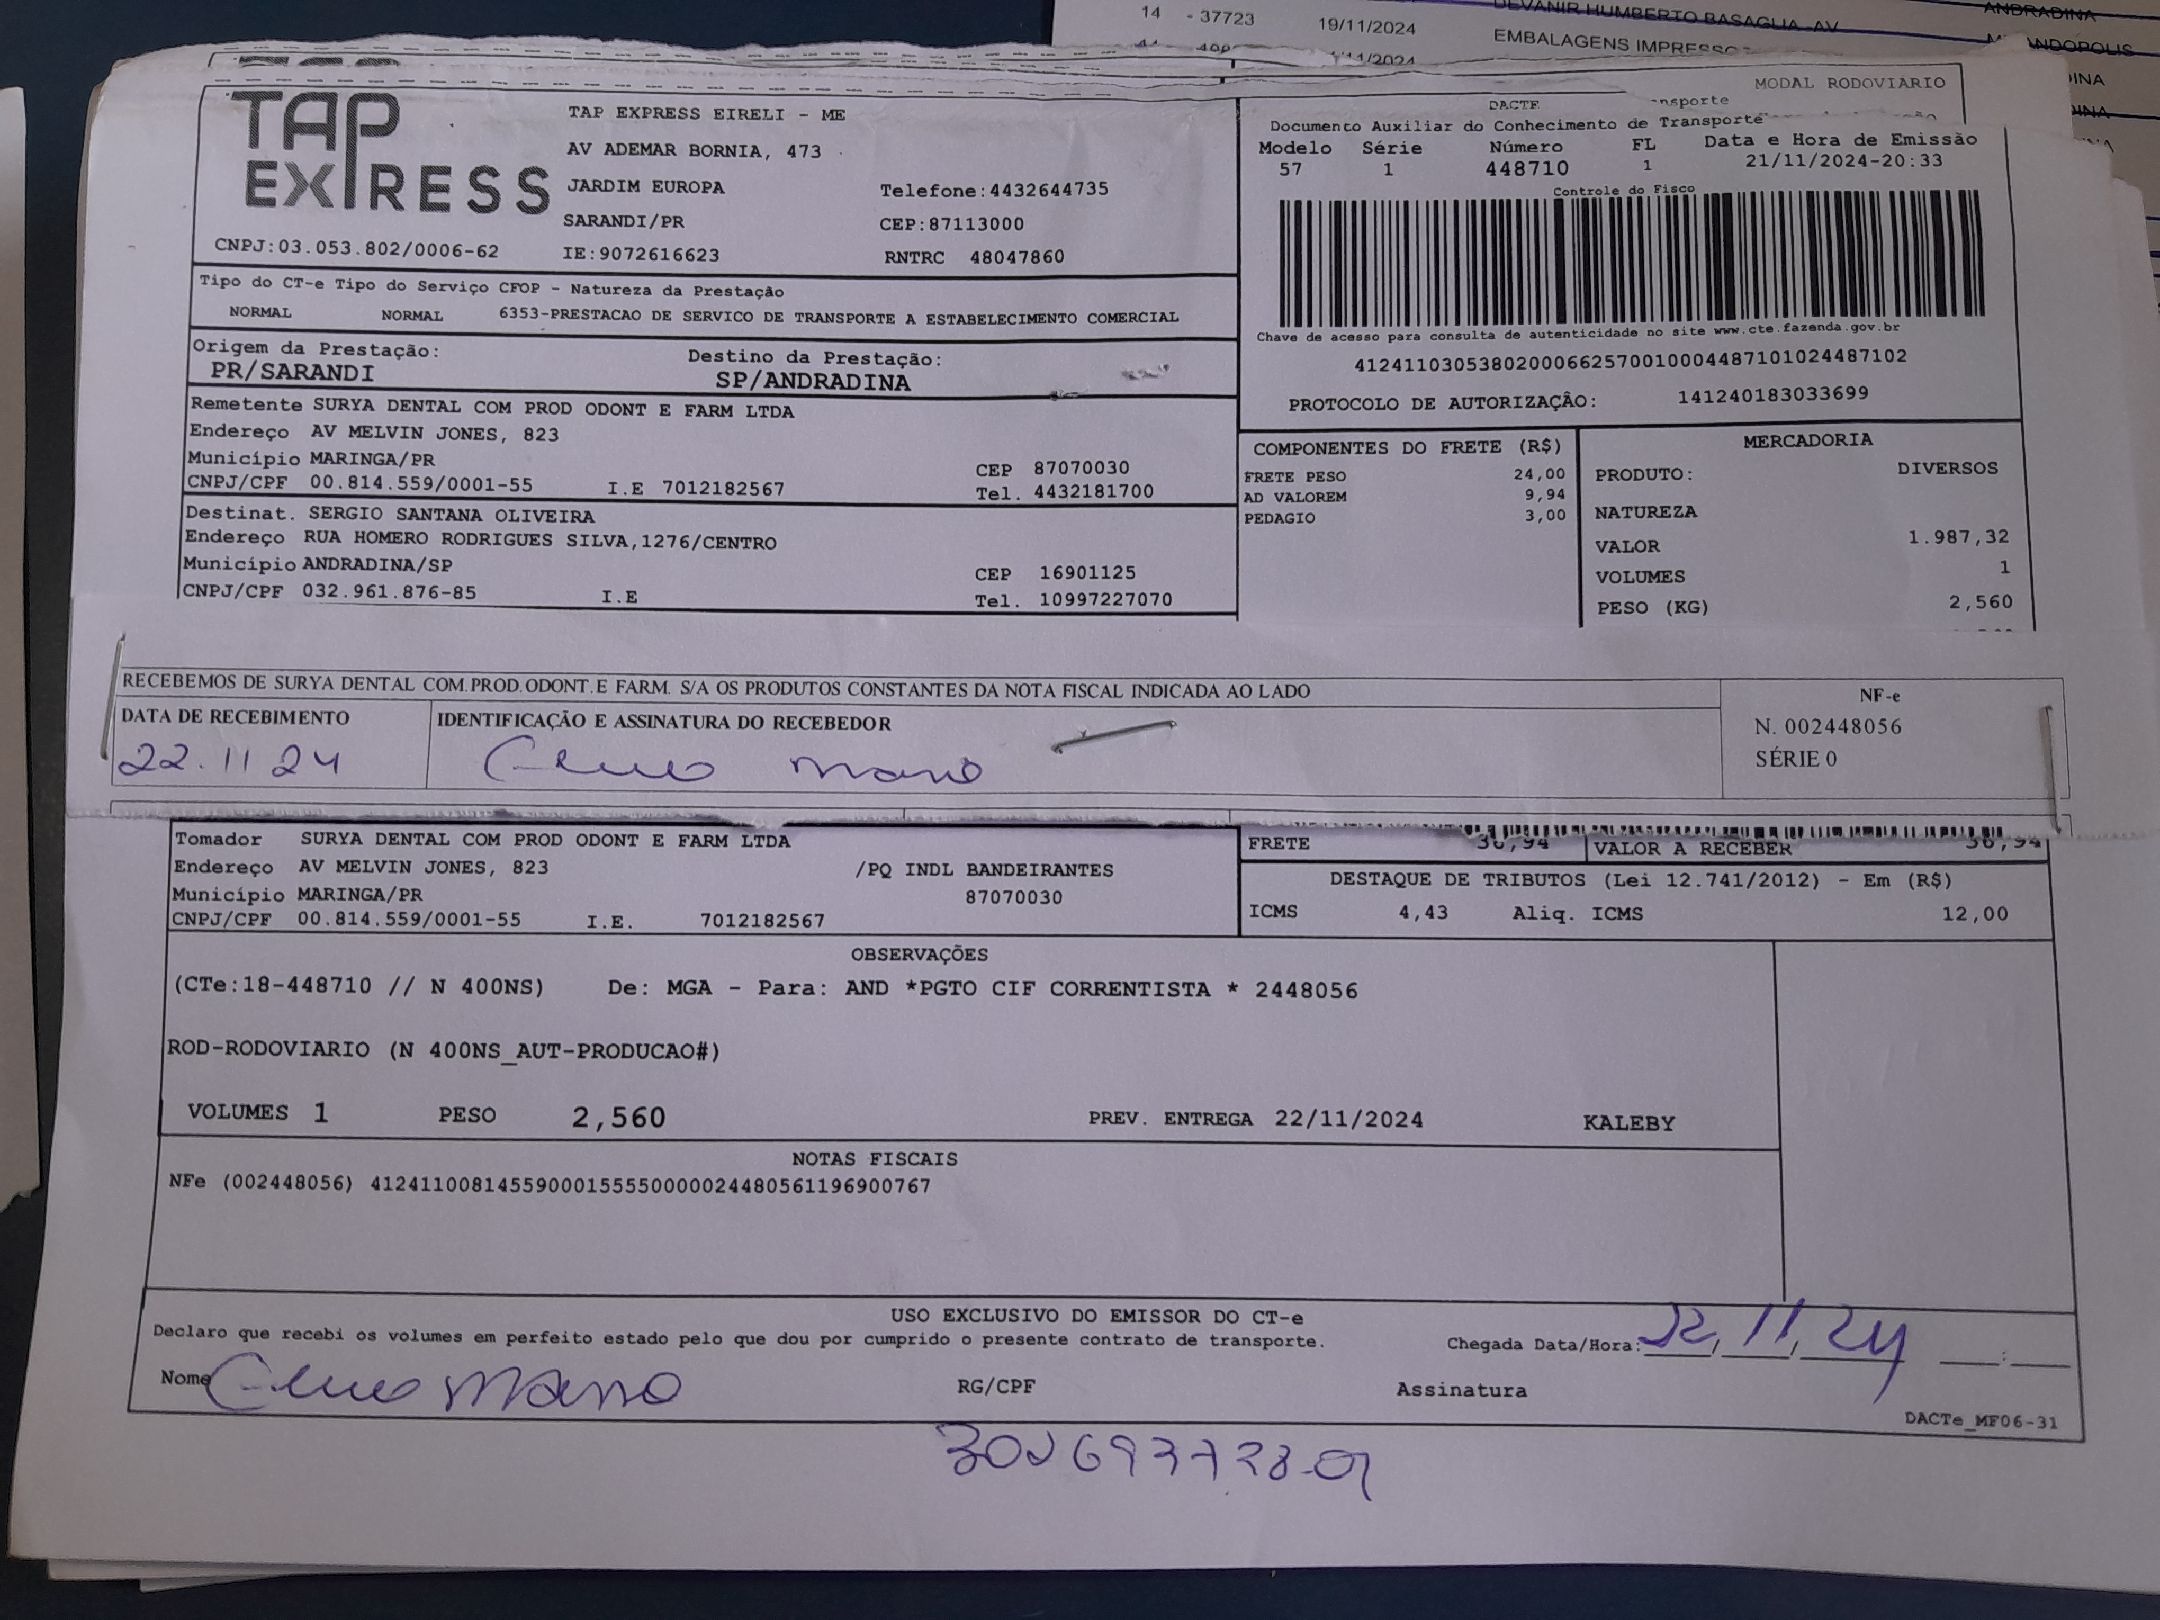 14 - 37723 19/11/2024 DEVANIR HUMBERTO BASAGLIA AV ANDRADINA
EMBALAGENS IMPRESSO
MODAL RODOVIARIO
TAP EXPRESS
TAP EXPRESS EIRELI - ME
AV ADEMAR BORNIA, 473
JARDIM EUROPA Telefone:4432644735
SARANDI/PR CEP:87113000
CNPJ:03.053.802/0006-62 IE:9072616623 RNTRC 48047860
DACTE
Documento Auxiliar do Conhecimento de Transporte
Modelo Série Número FL Data e Hora de Emissão
57 1 448710 1 21/11/2024-20:33
Controle do Fisco
Chave de acesso para consulta de autenticidade no site www.cte.fazenda.gov.br
41241103053802000662570010004487101024487102
PROTOCOLO DE AUTORIZAÇÃO: 141240183033699
Tipo do CT-e Tipo do Serviço CFOP - Natureza da Prestação
NORMAL NORMAL 6353-PRESTACAO DE SERVICO DE TRANSPORTE A ESTABELECIMENTO COMERCIAL
Origem da Prestação: Destino da Prestação:
PR/SARANDI SP/ANDRADINA
Remetente SURYA DENTAL COM PROD ODONT E FARM LTDA
Endereço AV MELVIN JONES, 823
Município MARINGA/PR CEP 87070030
CNPJ/CPF 00.814.559/0001-55 I.E 7012182567 Tel. 4432181700
Destinat. SERGIO SANTANA OLIVEIRA
Endereço RUA HOMERO RODRIGUES SILVA,1276/CENTRO
Município ANDRADINA/SP CEP 16901125
CNPJ/CPF 032.961.876-85 I.E Tel. 10997227070
COMPONENTES DO FRETE (R$)
FRETE PESO 24,00
AD VALOREM 9,94
PEDAGIO 3,00
MERCADORIA
PRODUTO: DIVERSOS
NATUREZA
VALOR 1.987,32
VOLUMES 1
PESO (KG) 2,560
RECEBEMOS DE SURYA DENTAL COM.PROD.ODONT.E FARM. S/A OS PRODUTOS CONSTANTES DA NOTA FISCAL INDICADA AO LADO
DATA DE RECEBIMENTO IDENTIFICAÇÃO E ASSINATURA DO RECEBEDOR
22.11 24
NF-e
N. 002448056
SÉRIE 0
Tomador SURYA DENTAL COM PROD ODONT E FARM LTDA
Endereço AV MELVIN JONES, 823 /PQ INDL BANDEIRANTES
Município MARINGA/PR 87070030
CNPJ/CPF 00.814.559/0001-55 I.E. 7012182567
FRETE 36,94 VALOR A RECEBER 36,94
DESTAQUE DE TRIBUTOS (Lei 12.741/2012) - Em (R$)
ICMS 4,43 Aliq. ICMS 12,00
OBSERVAÇÕES
(CTe:18-448710 // N 400NS) De: MGA - Para: AND *PGTO CIF CORRENTISTA * 2448056
ROD-RODOVIARIO (N 400NS_AUT-PRODUCAO#)
VOLUMES 1 PESO 2,560 PREV. ENTREGA 22/11/2024 KALEBY
NOTAS FISCAIS
NFe (002448056) 41241100814559000155550000024480561196900767
USO EXCLUSIVO DO EMISSOR DO CT-e
Declaro que recebi os volumes em perfeito estado pelo que dou por cumprido o presente contrato de transporte. Chegada Data/Hora: 22/11/24
Nome RG/CPF Assinatura
DACTe_MF06-31